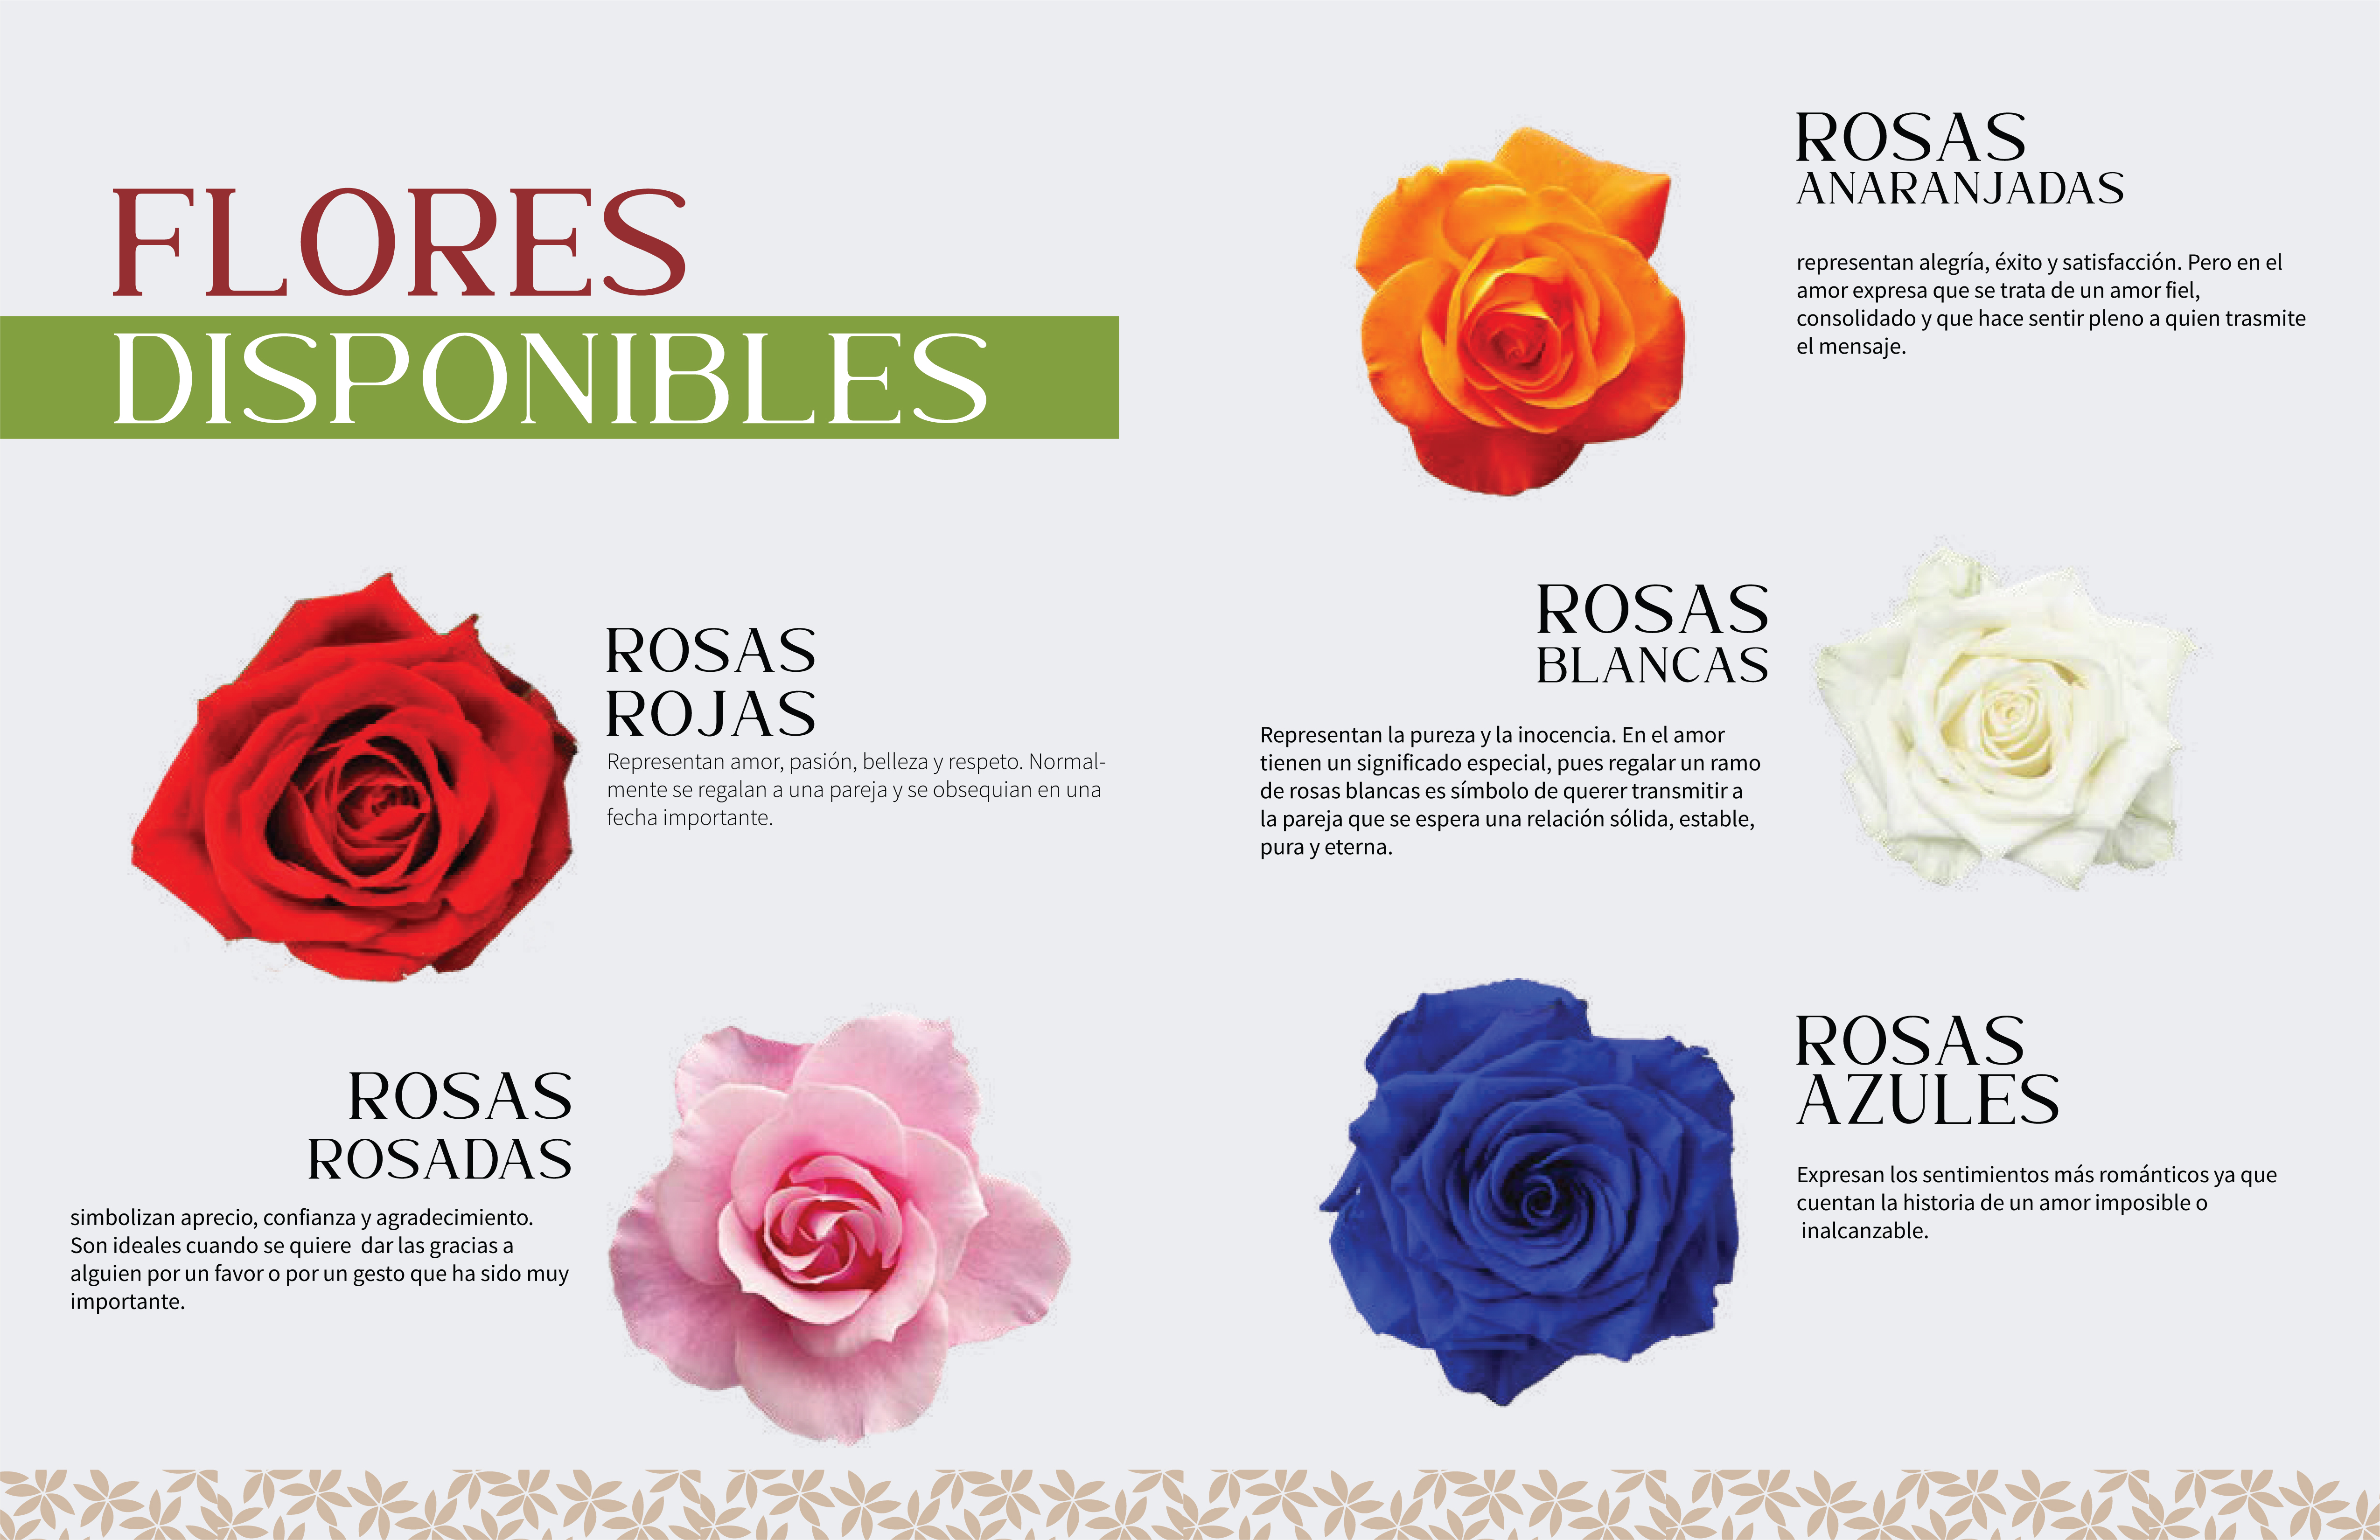 FLORES
DISPONIBLES
ROSAS
ROJAS
Representan amor, pasión, belleza y respeto. Normal-
mente se regalan a una pareja y se obsequian en una
fecha importante.
ROSAS
ROSADAS
simbolizan aprecio, confianza y agradecimiento.
Son ideales cuando se quiere  dar las gracias a
alguien por un favor o por un gesto que ha sido muy
importante.
ROSAS
ANARANJADAS
representan alegría, éxito y satisfacción. Pero en el
amor expresa que se trata de un amor fiel,
consolidado y que hace sentir pleno a quien trasmite
el mensaje.
ROSAS
BLANCAS
Representan la pureza y la inocencia. En el amor
tienen un significado especial, pues regalar un ramo
de rosas blancas es símbolo de querer transmitir a
la pareja que se espera una relación sólida, estable,
pura y eterna.
ROSAS
AZULES
Expresan los sentimientos más románticos ya que
cuentan la historia de un amor imposible o
inalcanzable.